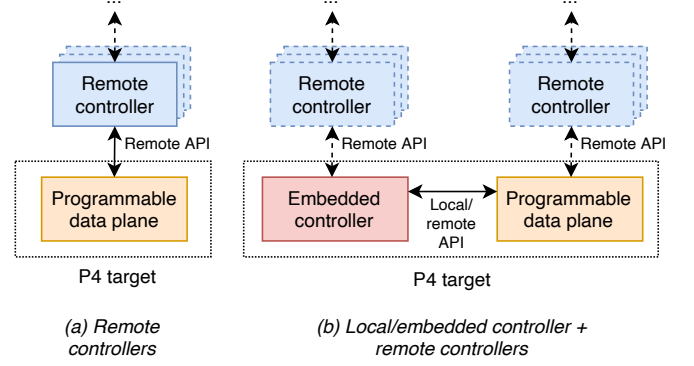 ...
Remote
controller
Remote API
Programmable
data plane
P4 target
(a) Remote
controllers
...
Remote
controller
Remote API
Embedded
controller
Local/
remote
API
...
Remote
controller
Remote API
Programmable
data plane
P4 target
(b) Local/embedded controller +
remote controllers